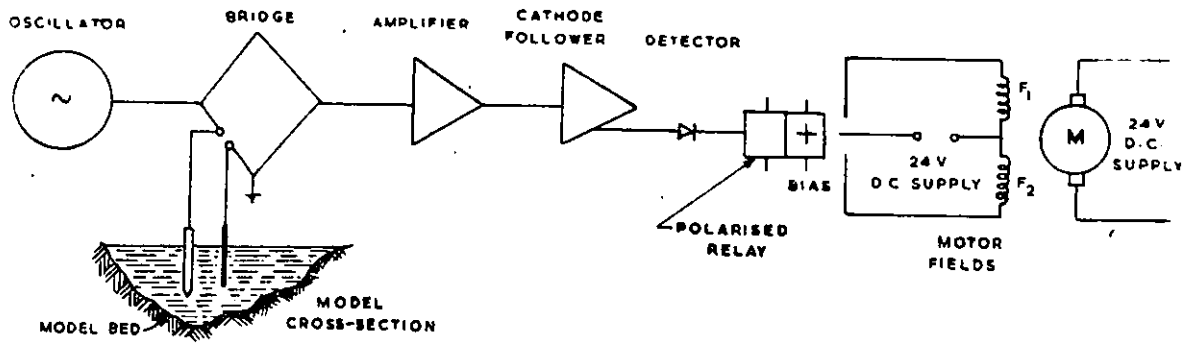 OSCILLATOR
BRIDGE
AMPLIFIER
CATHODE
FOLLOWER
DETECTOR
~
F1
M
24V
D.C.
SUPPLY
+
24 V
D C SUPPLY
F2
BIAS
POLARISED
RELAY
MOTOR
FIELDS
MODEL
CROSS-SECTION
MODEL BED